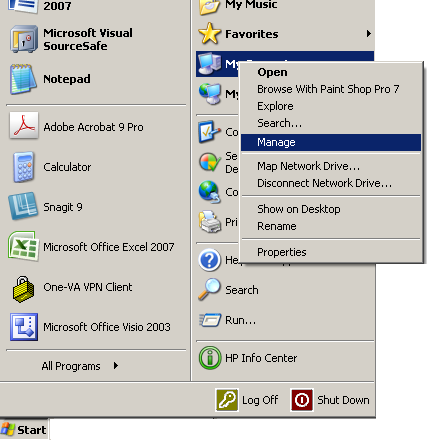 2007
Microsoft Visual
SourceSafe
Notepad
Adobe Acrobat 9 Pro
Calculator
Snagit 9
Microsoft Office Excel 2007
One-VA VPN Client
Microsoft Office Visio 2003
All Programs
My Music
Favorites
My
My
Co
Se
De
Co
Pri
Search
Run...
HP Info Center
Open
Browse With Paint Shop Pro 7
Explore
Search...
Manage
Map Network Drive...
Disconnect Network Drive...
Show on Desktop
Rename
Properties
Log Off
Shut Down
Start